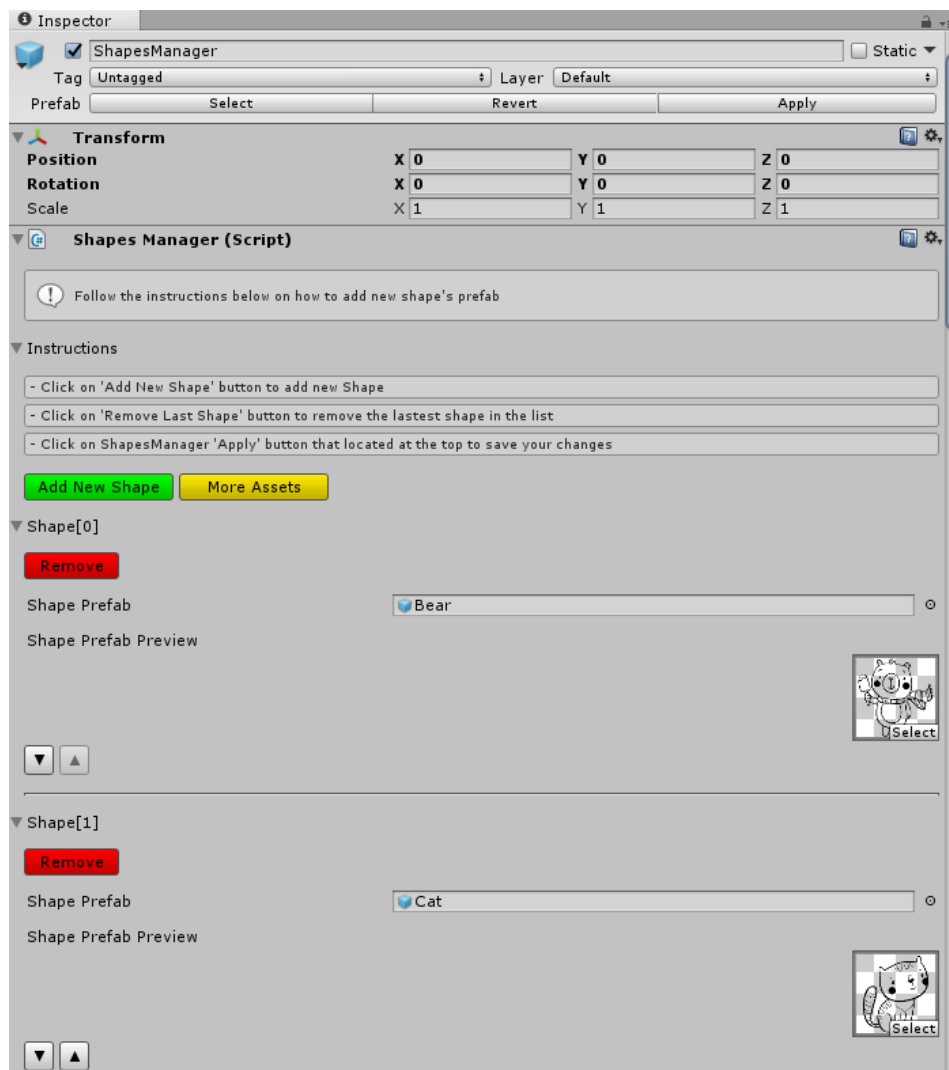 Inspector
ShapesManager Static
Tag Untagged Layer Default
Prefab Select Revert Apply
Transform
Position X 0 Y 0 Z 0
Rotation X 0 Y 0 Z 0
Scale X 1 Y 1 Z 1
Shapes Manager (Script)
Follow the instructions below on how to add new shape's prefab
Instructions
- Click on 'Add New Shape' button to add new Shape
- Click on 'Remove Last Shape' button to remove the lastest shape in the list
- Click on ShapesManager 'Apply' button that located at the top to save your changes
Add New Shape More Assets
Shape[0]
Remove
Shape Prefab Bear
Shape Prefab Preview
Select
Shape[1]
Remove
Shape Prefab Cat
Shape Prefab Preview
Select